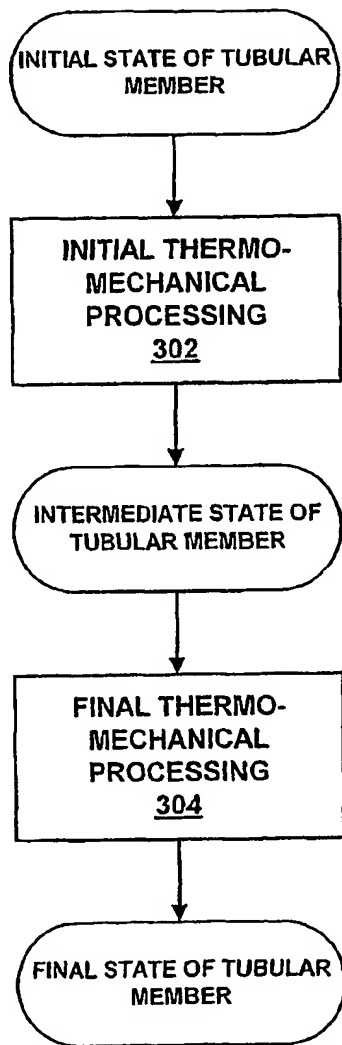 INITIAL STATE OF TUBULAR
MEMBER
INITIAL THERMO-
MECHANICAL
PROCESSING
302
INTERMEDIATE STATE OF
TUBULAR MEMBER
FINAL THERMO-
MECHANICAL
PROCESSING
304
FINAL STATE OF TUBULAR
MEMBER